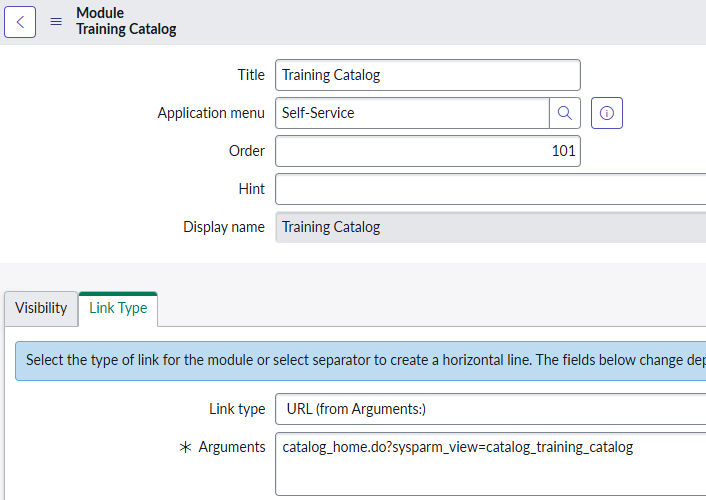 Module
Training Catalog
Title Training Catalog
Application menu Self-Service
Order 101
Hint
Display name Training Catalog
Visibility Link Type
Select the type of link for the module or select separator to create a horizontal line. The fields below change dep
Link type URL (from Arguments:)
* Arguments catalog_home.do?sysparm_view=catalog_training_catalog